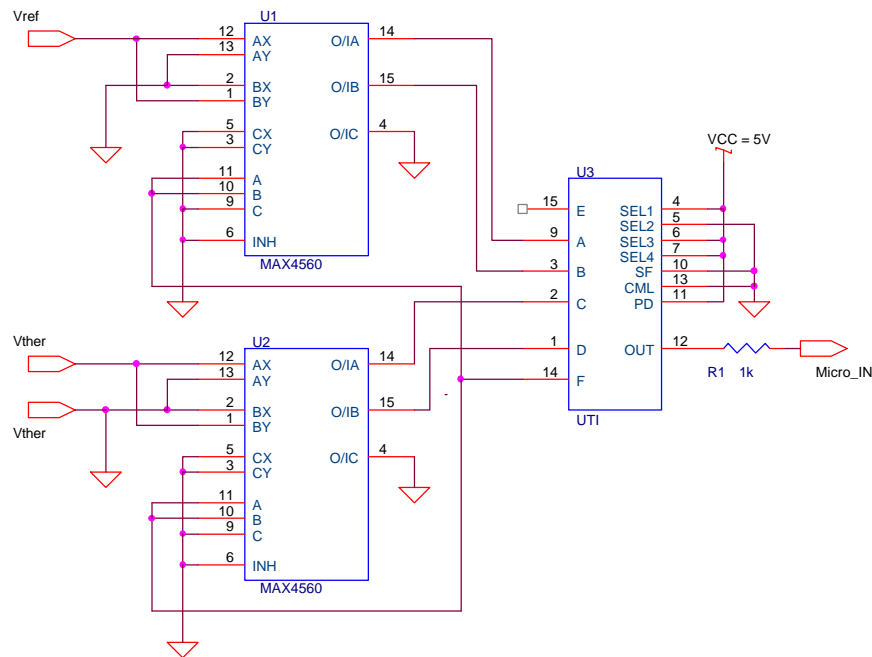 Vref
U1
12 AX O/IA 14
13 AY
2 BX O/IB 15
1 BY
5 CX O/IC 4
3 CY
11 A
10 B
9 C
6 INH
MAX4560
VCC = 5V
U3
15 E SEL1 4
SEL2 5
9 A SEL3 6
SEL4 7
3 B SF 10
CML 13
2 C PD 11
1 D OUT 12
14 F
UTI
R1 1k
Micro_IN
Vther
Vther
U2
12 AX O/IA 14
13 AY
2 BX O/IB 15
1 BY
5 CX O/IC 4
3 CY
11 A
10 B
9 C
6 INH
MAX4560